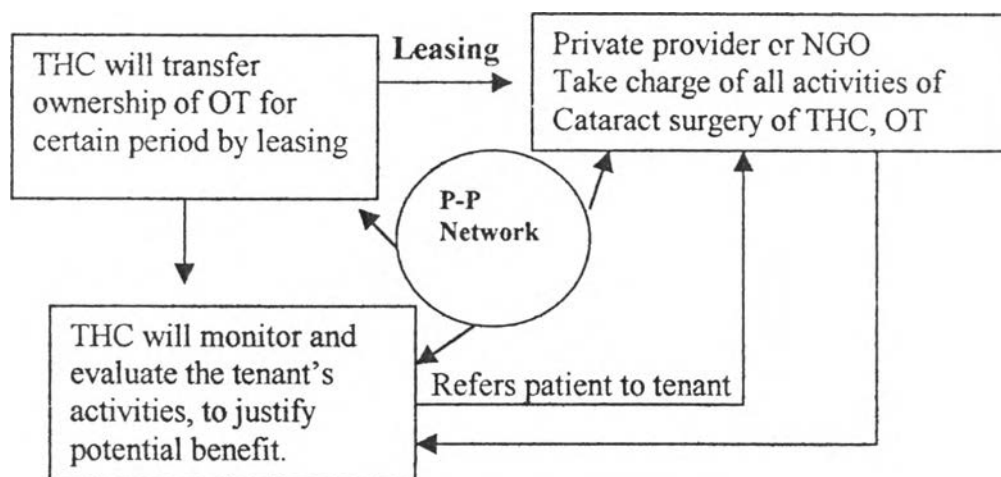 THC will transfer
ownership of OT for
certain period by leasing
Leasing
Private provider or NGO
Take charge of all activities of
Cataract surgery of THC, OT
P-P
Network
THC will monitor and
evaluate the tenant's
activities, to justify
potential benefit.
Refers patient to tenant